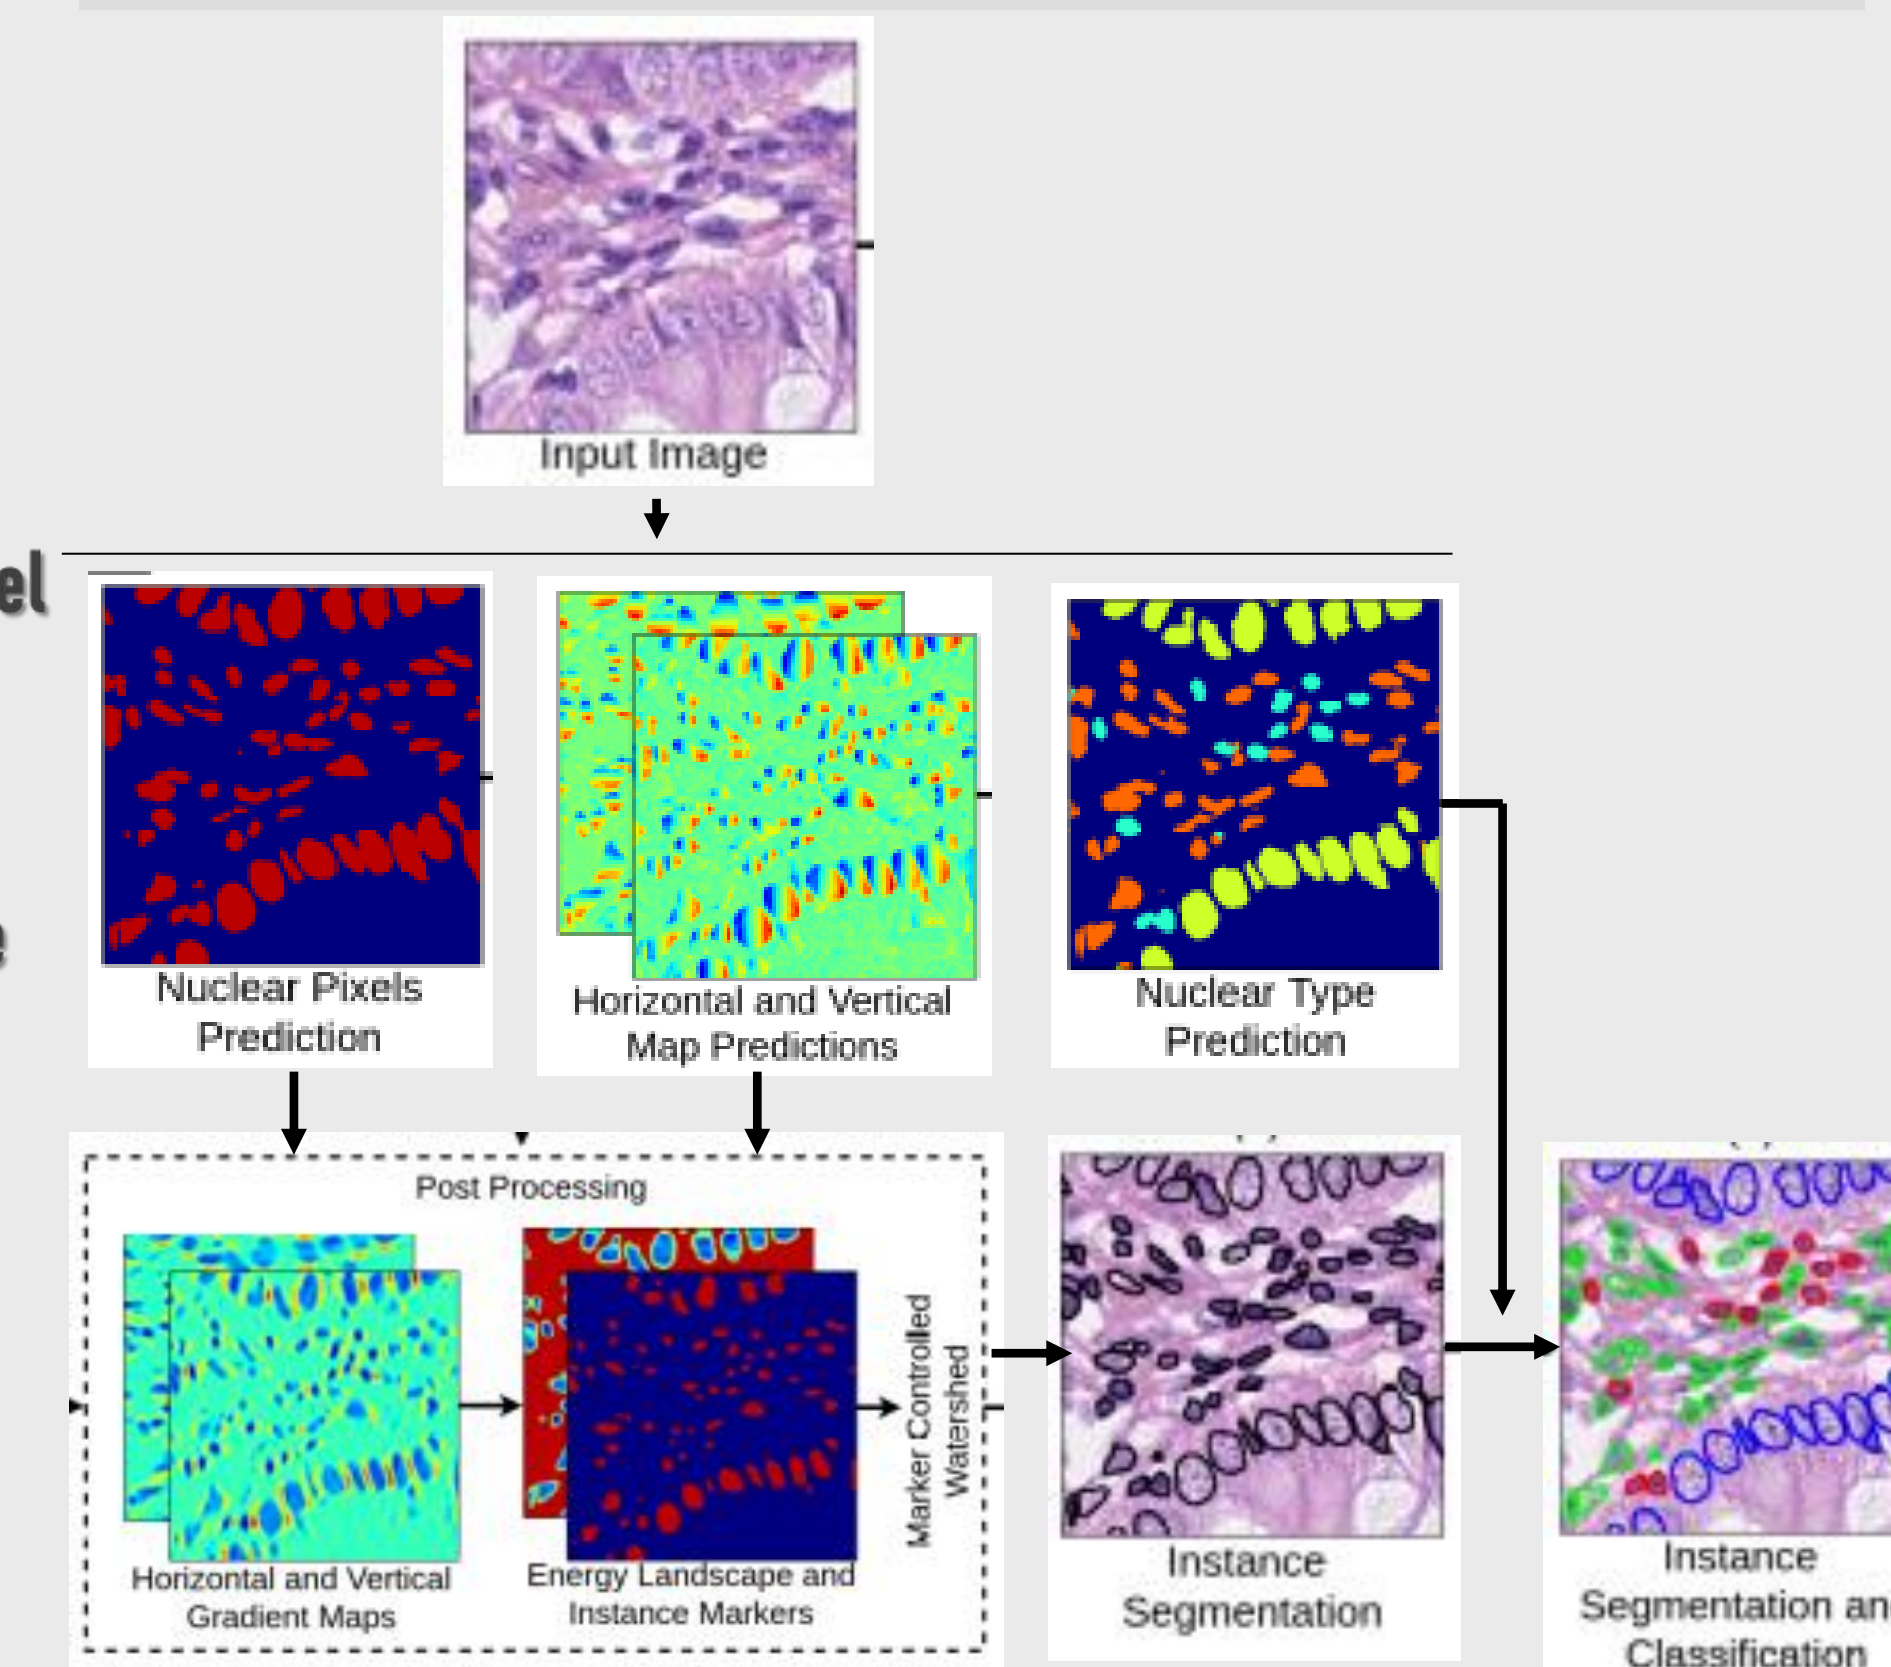 Input Image
el
e
Nuclear Pixels
Prediction
Horizontal and Vertical
Map Predictions
Nuclear Type
Prediction
Post Processing
Horizontal and Vertical
Gradient Maps
Energy Landscape and
Instance Markers
Marker Controlled
Watershed
Instance
Segmentation
Instance
Segmentation an
Classification